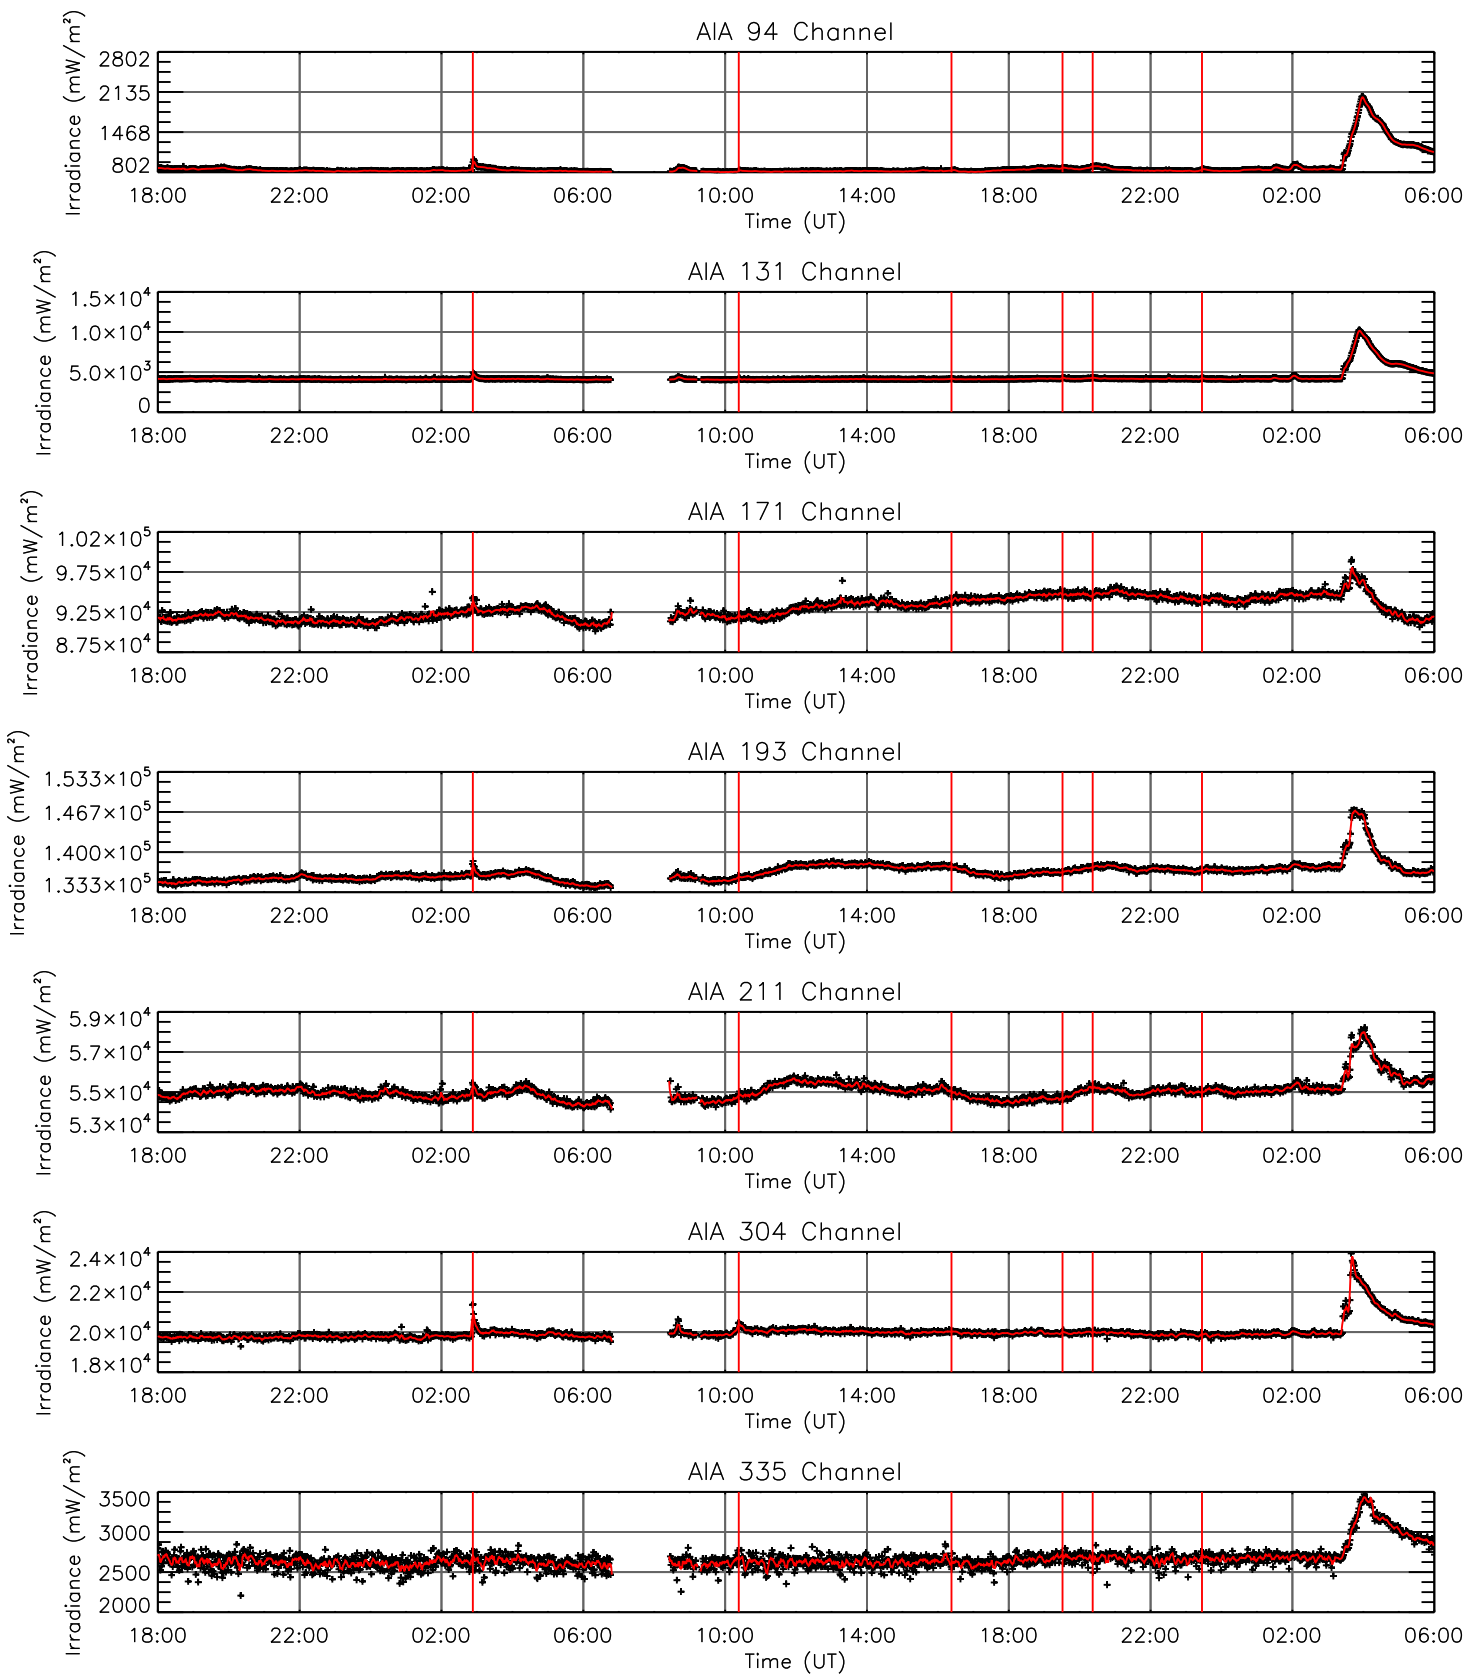 AIA 94 Channel
Irradiance (mW/m²)
2802
2135
1468
802
18:00 22:00 02:00 06:00 10:00 14:00 18:00 22:00 02:00 06:00
Time (UT)
AIA 131 Channel
Irradiance (mW/m²)
1.5×10⁴
1.0×10⁴
5.0×10³
0
18:00 22:00 02:00 06:00 10:00 14:00 18:00 22:00 02:00 06:00
Time (UT)
AIA 171 Channel
Irradiance (mW/m²)
1.02×10⁵
9.75×10⁴
9.25×10⁴
8.75×10⁴
18:00 22:00 02:00 06:00 10:00 14:00 18:00 22:00 02:00 06:00
Time (UT)
AIA 193 Channel
Irradiance (mW/m²)
1.533×10⁵
1.467×10⁵
1.400×10⁵
1.333×10⁵
18:00 22:00 02:00 06:00 10:00 14:00 18:00 22:00 02:00 06:00
Time (UT)
AIA 211 Channel
Irradiance (mW/m²)
5.9×10⁴
5.7×10⁴
5.5×10⁴
5.3×10⁴
18:00 22:00 02:00 06:00 10:00 14:00 18:00 22:00 02:00 06:00
Time (UT)
AIA 304 Channel
Irradiance (mW/m²)
2.4×10⁴
2.2×10⁴
2.0×10⁴
1.8×10⁴
18:00 22:00 02:00 06:00 10:00 14:00 18:00 22:00 02:00 06:00
Time (UT)
AIA 335 Channel
Irradiance (mW/m²)
3500
3000
2500
2000
18:00 22:00 02:00 06:00 10:00 14:00 18:00 22:00 02:00 06:00
Time (UT)